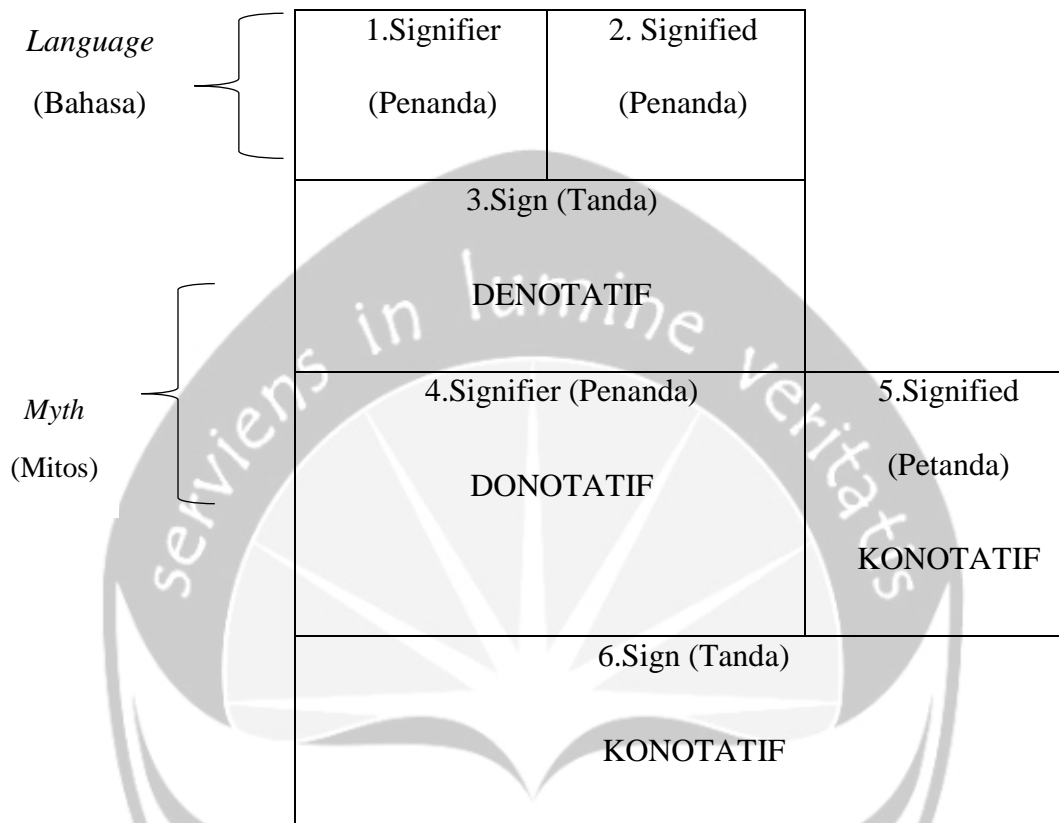 Language
(Bahasa)
1.Signifier
(Penanda)
2. Signified
(Penanda)
3.Sign (Tanda)
DENOTATIF
serviens in lumine veritatis
Myth
(Mitos)
4.Signifier (Penanda)
DONOTATIF
5.Signified
(Petanda)
KONOTATIF
6.Sign (Tanda)
KONOTATIF